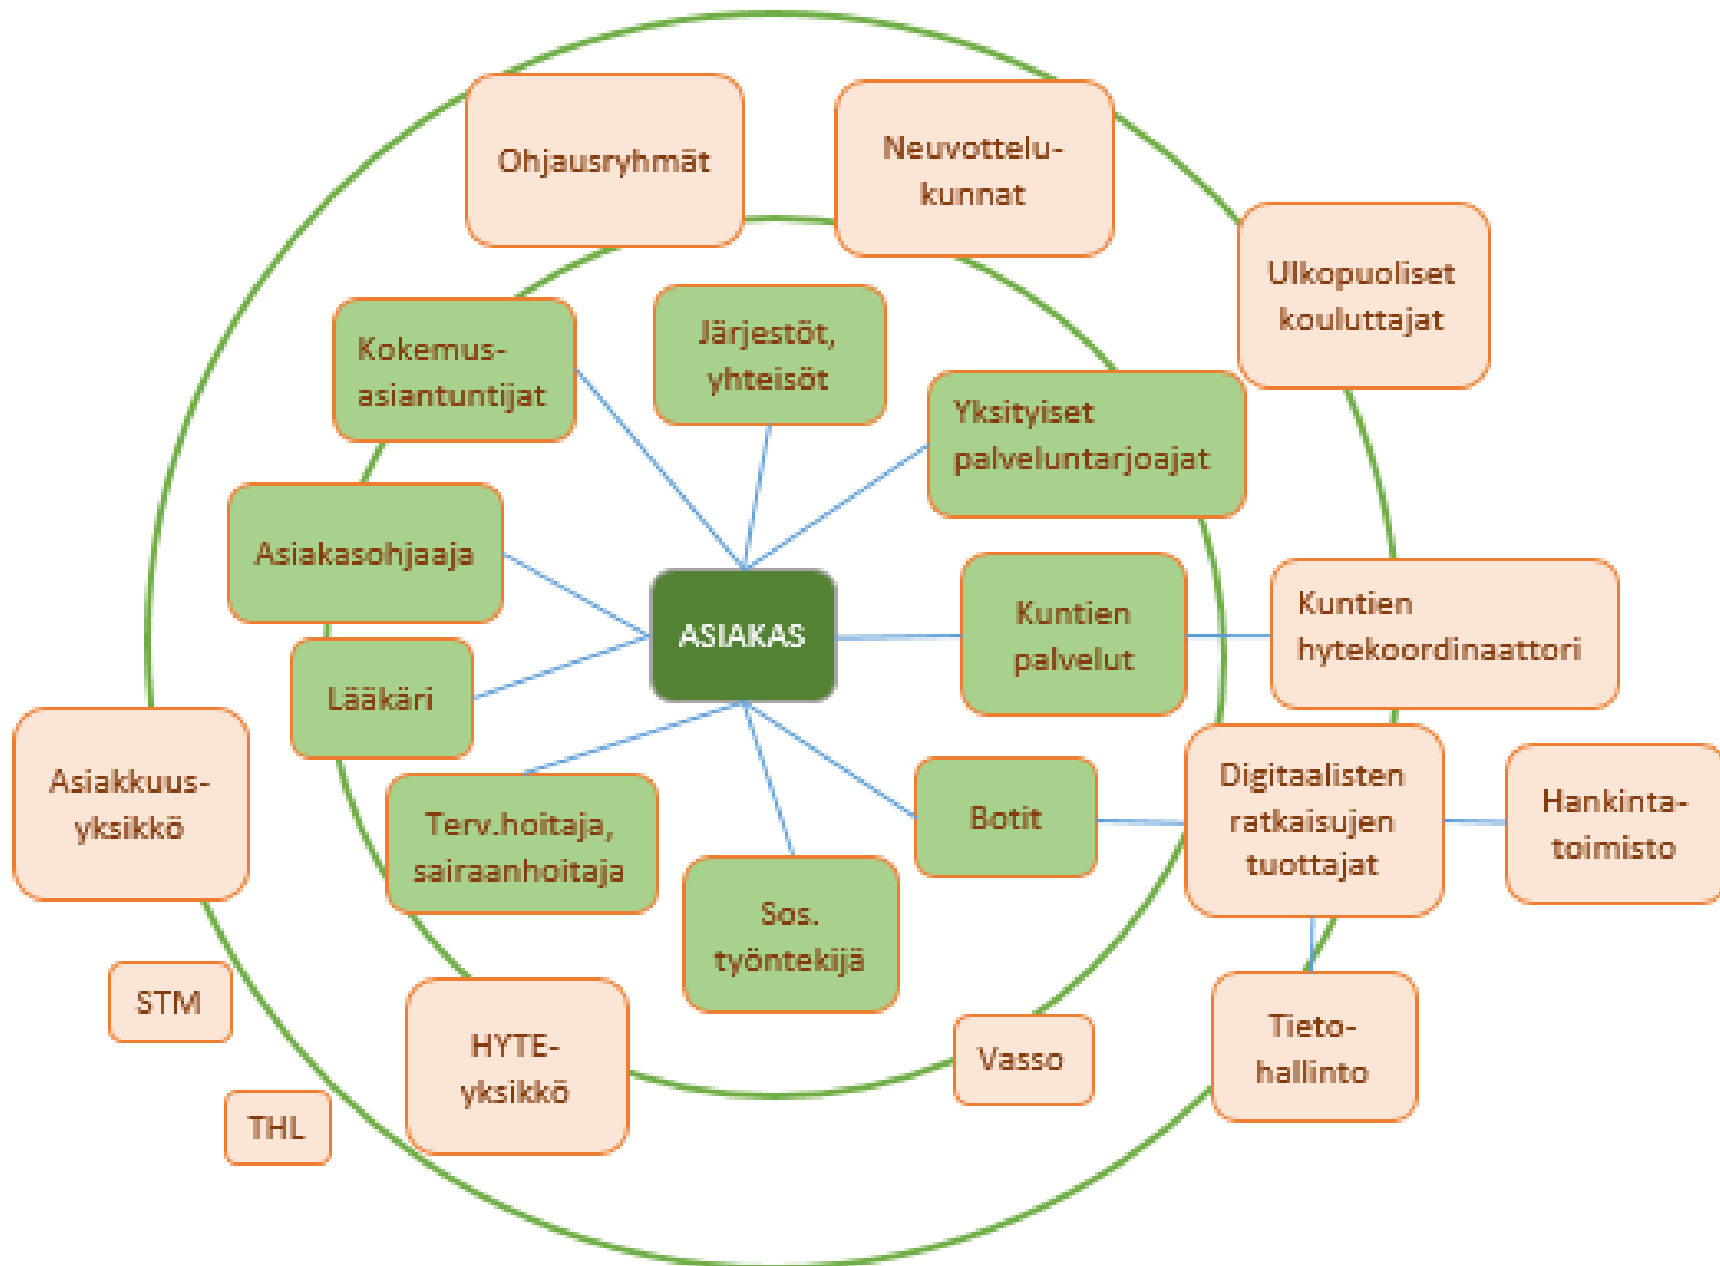 Ohjausryhmät
Neuvottelu-
kunnat
Ulkopuoliset
kouluttajat
Kokemus-
asiantuntijat
Järjestöt,
yhteisöt
Yksityiset
palveluntarjoajat
Asiakasohjaaja
ASIAKAS
Kuntien
palvelut
Kuntien
hytekoordinaattori
Lääkäri
Asiakkuus-
yksikkö
Terv.hoitaja,
sairaanhoitaja
Sos.
työntekijä
Botit
Digitaalisten
ratkaisujen
tuottajat
Hankinta-
toimisto
STM
THL
HYTE-
yksikkö
Vasso
Tieto-
hallinto